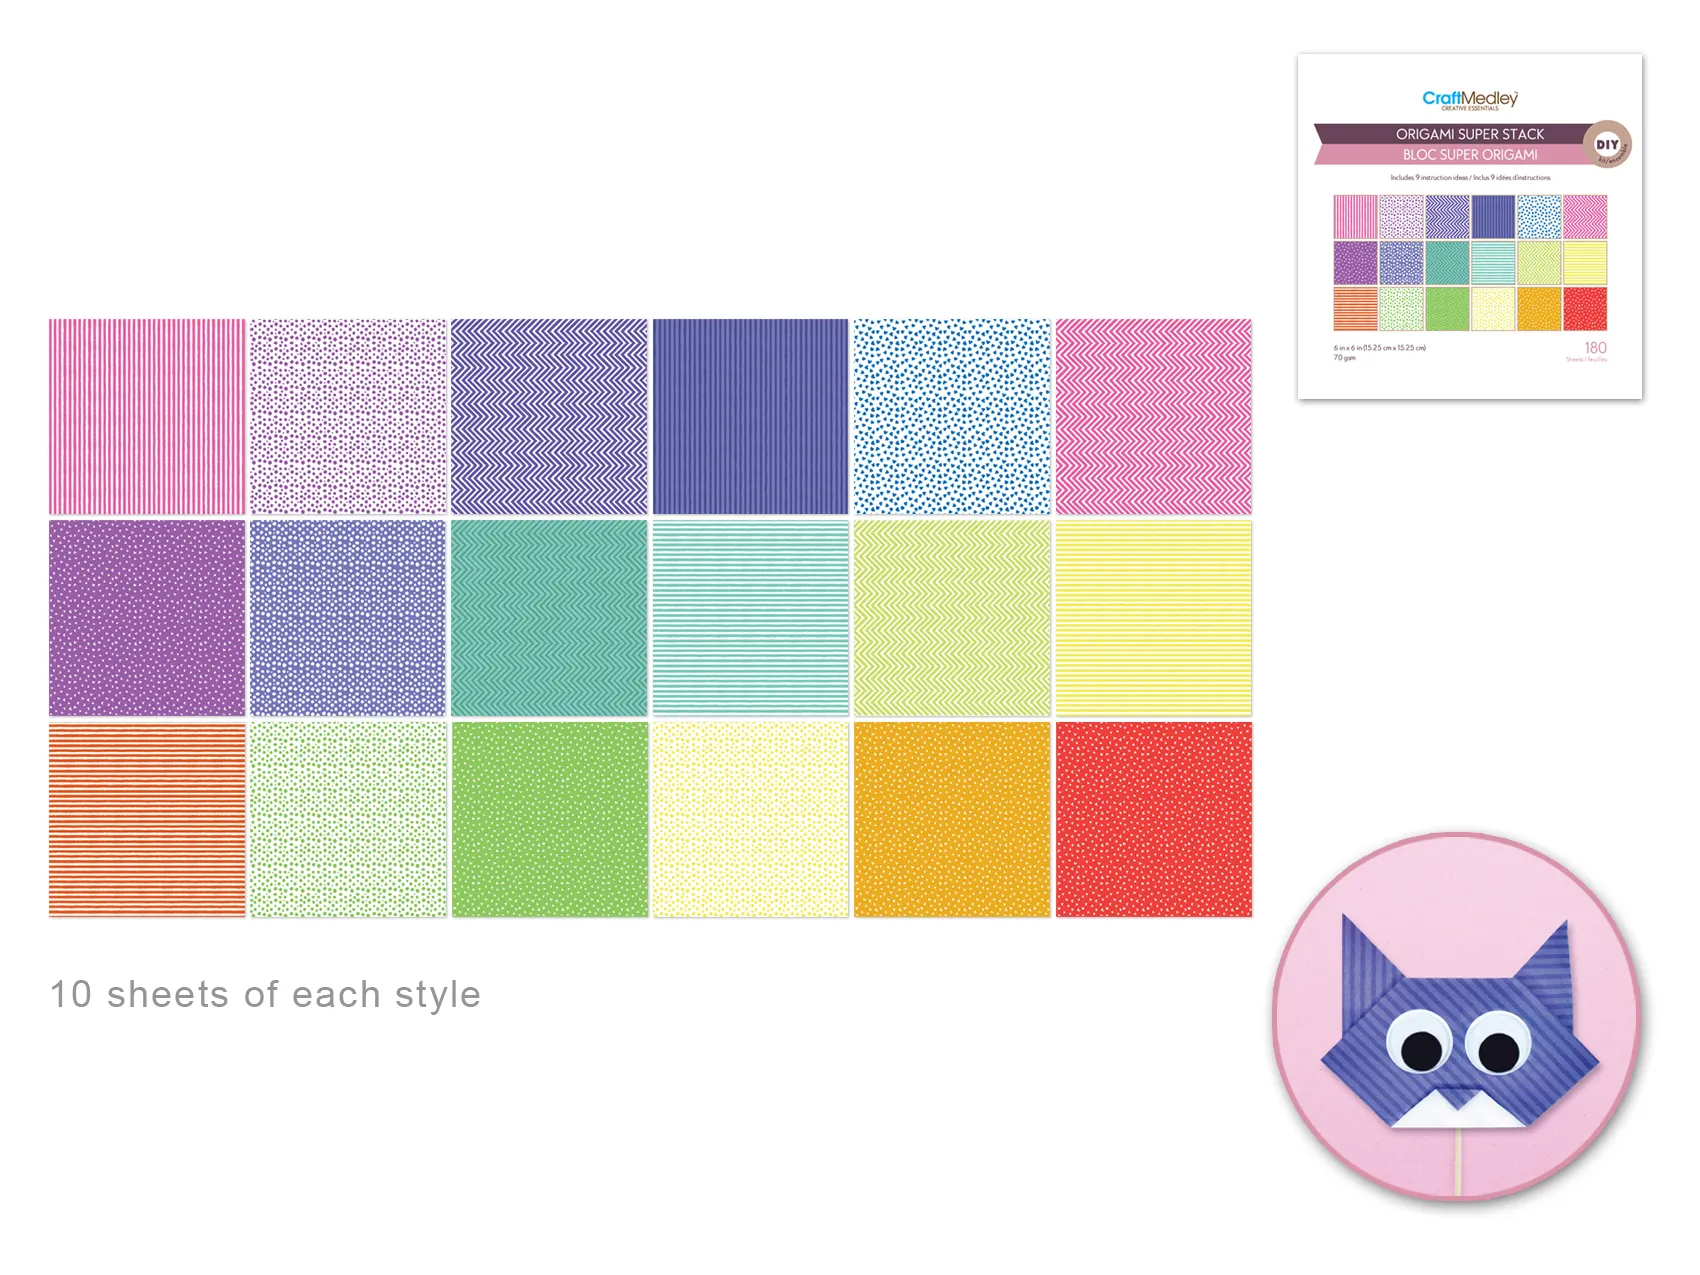 CraftMedley™
CREATIVE ESSENTIALS
ORIGAMI SUPER STACK
BLOC SUPER ORIGAMI
DIY
kit/ensemble
Includes 9 instruction ideas / Inclus 9 idées d'instructions
6 in x 6 in (15.25 cm x 15.25 cm)
70 gsm
180
Sheets / feuilles
10 sheets of each style